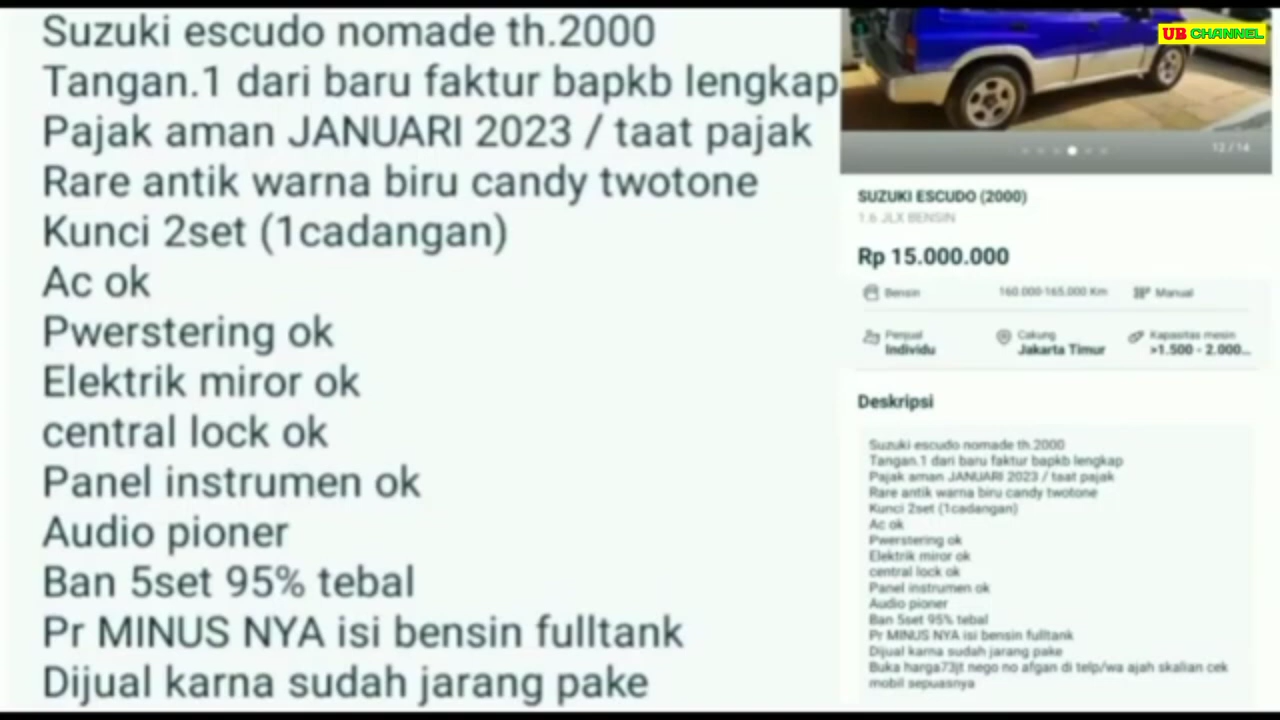 Suzuki escudo nomade th.2000
Tangan.1 dari baru faktur bapkb lengkap
Pajak aman JANUARI 2023 / taat pajak
Rare antik warna biru candy twotone
Kunci 2set (1cadangan)
Ac ok
Pwerstering ok
Elektrik miror ok
central lock ok
Panel instrumen ok
Audio pioner
Ban 5set 95% tebal
Pr MINUS NYA isi bensin fulltank
Dijual karna sudah jarang pake
UB CHANNEL
12 / 14
SUZUKI ESCUDO (2000)
1.6 JLX BENSIN
Rp 15.000.000
Bensin 160.000-165.000 Km Manual
Penjual Cakung Kapasitas mesin
Individu Jakarta Timur >1.500 - 2.000...
Deskripsi
Suzuki escudo nomade th.2000
Tangan.1 dari baru faktur bapkb lengkap
Pajak aman JANUARI 2023 / taat pajak
Rare antik warna biru candy twotone
Kunci 2set (1cadangan)
Ac ok
Pwerstering ok
Elektrik miror ok
central lock ok
Panel instrumen ok
Audio pioner
Ban 5set 95% tebal
Pr MINUS NYA isi bensin fulltank
Dijual karna sudah jarang pake
Buka harga73jt nego no afgan di telp/wa ajah skalian cek
mobil sepuasnya